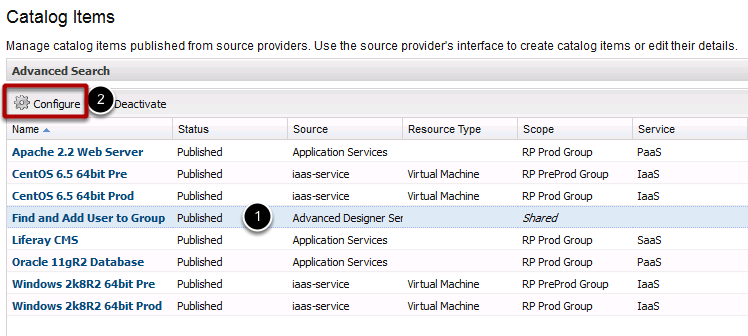 Catalog Items
Manage catalog items published from source providers. Use the source provider's interface to create catalog items or edit their details.
Advanced Search
Configure 2 Deactivate
Name Status Source Resource Type Scope Service
Apache 2.2 Web Server Published Application Services RP Prod Group PaaS
CentOS 6.5 64bit Pre Published iaas-service Virtual Machine RP PreProd Group IaaS
CentOS 6.5 64bit Prod Published iaas-service Virtual Machine RP Prod Group IaaS
Find and Add User to Group Published 1 Advanced Designer Ser Shared
Liferay CMS Published Application Services RP Prod Group SaaS
Oracle 11gR2 Database Published Application Services RP Prod Group PaaS
Windows 2k8R2 64bit Pre Published iaas-service Virtual Machine RP PreProd Group IaaS
Windows 2k8R2 64bit Prod Published iaas-service Virtual Machine RP Prod Group IaaS